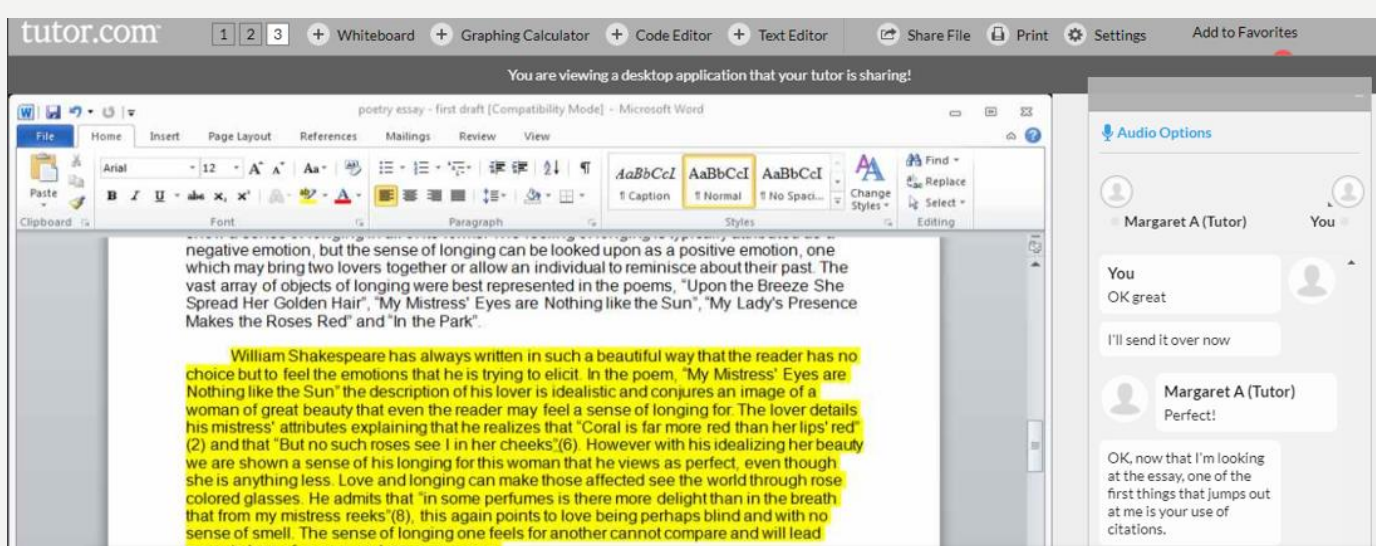 tutor.com
1 2 3 Whiteboard Graphing Calculator Code Editor Text Editor Share File Print Settings Add to Favorites
You are viewing a desktop application that your tutor is sharing!
poetry essay - first draft [Compatibility Mode] - Microsoft Word
File Home Insert Page Layout References Mailings Review View
Arial 12 A A Aa
Paste
B I U abc x, x' A
AaBbCcI AaBbCcI AaBbCcI
¶ Caption ¶ Normal ¶ No Spaci...
Change Styles
Find
Replace
Select
Clipboard Font Paragraph Styles Editing
negative emotion, but the sense of longing can be looked upon as a positive emotion, one
which may bring two lovers together or allow an individual to reminisce about their past. The
vast array of objects of longing were best represented in the poems, "Upon the Breeze She
Spread Her Golden Hair", "My Mistress' Eyes are Nothing like the Sun", "My Lady's Presence
Makes the Roses Red" and "In the Park".
William Shakespeare has always written in such a beautiful way that the reader has no
choice but to feel the emotions that he is trying to elicit. In the poem, "My Mistress' Eyes are
Nothing like the Sun" the description of his lover is idealistic and conjures an image of a
woman of great beauty that even the reader may feel a sense of longing for. The lover details
his mistress' attributes explaining that he realizes that "Coral is far more red than her lips' red"
(2) and that "But no such roses see I in her cheeks"(6). However with his idealizing her beauty
we are shown a sense of his longing for this woman that he views as perfect, even though
she is anything less. Love and longing can make those affected see the world through rose
colored glasses. He admits that "in some perfumes is there more delight than in the breath
that from my mistress reeks"(8), this again points to love being perhaps blind and with no
sense of smell. The sense of longing one feels for another cannot compare and will lead
Audio Options
Margaret A (Tutor) You
You
OK great
I'll send it over now
Margaret A (Tutor)
Perfect!
OK, now that I'm looking
at the essay, one of the
first things that jumps out
at me is your use of
citations.